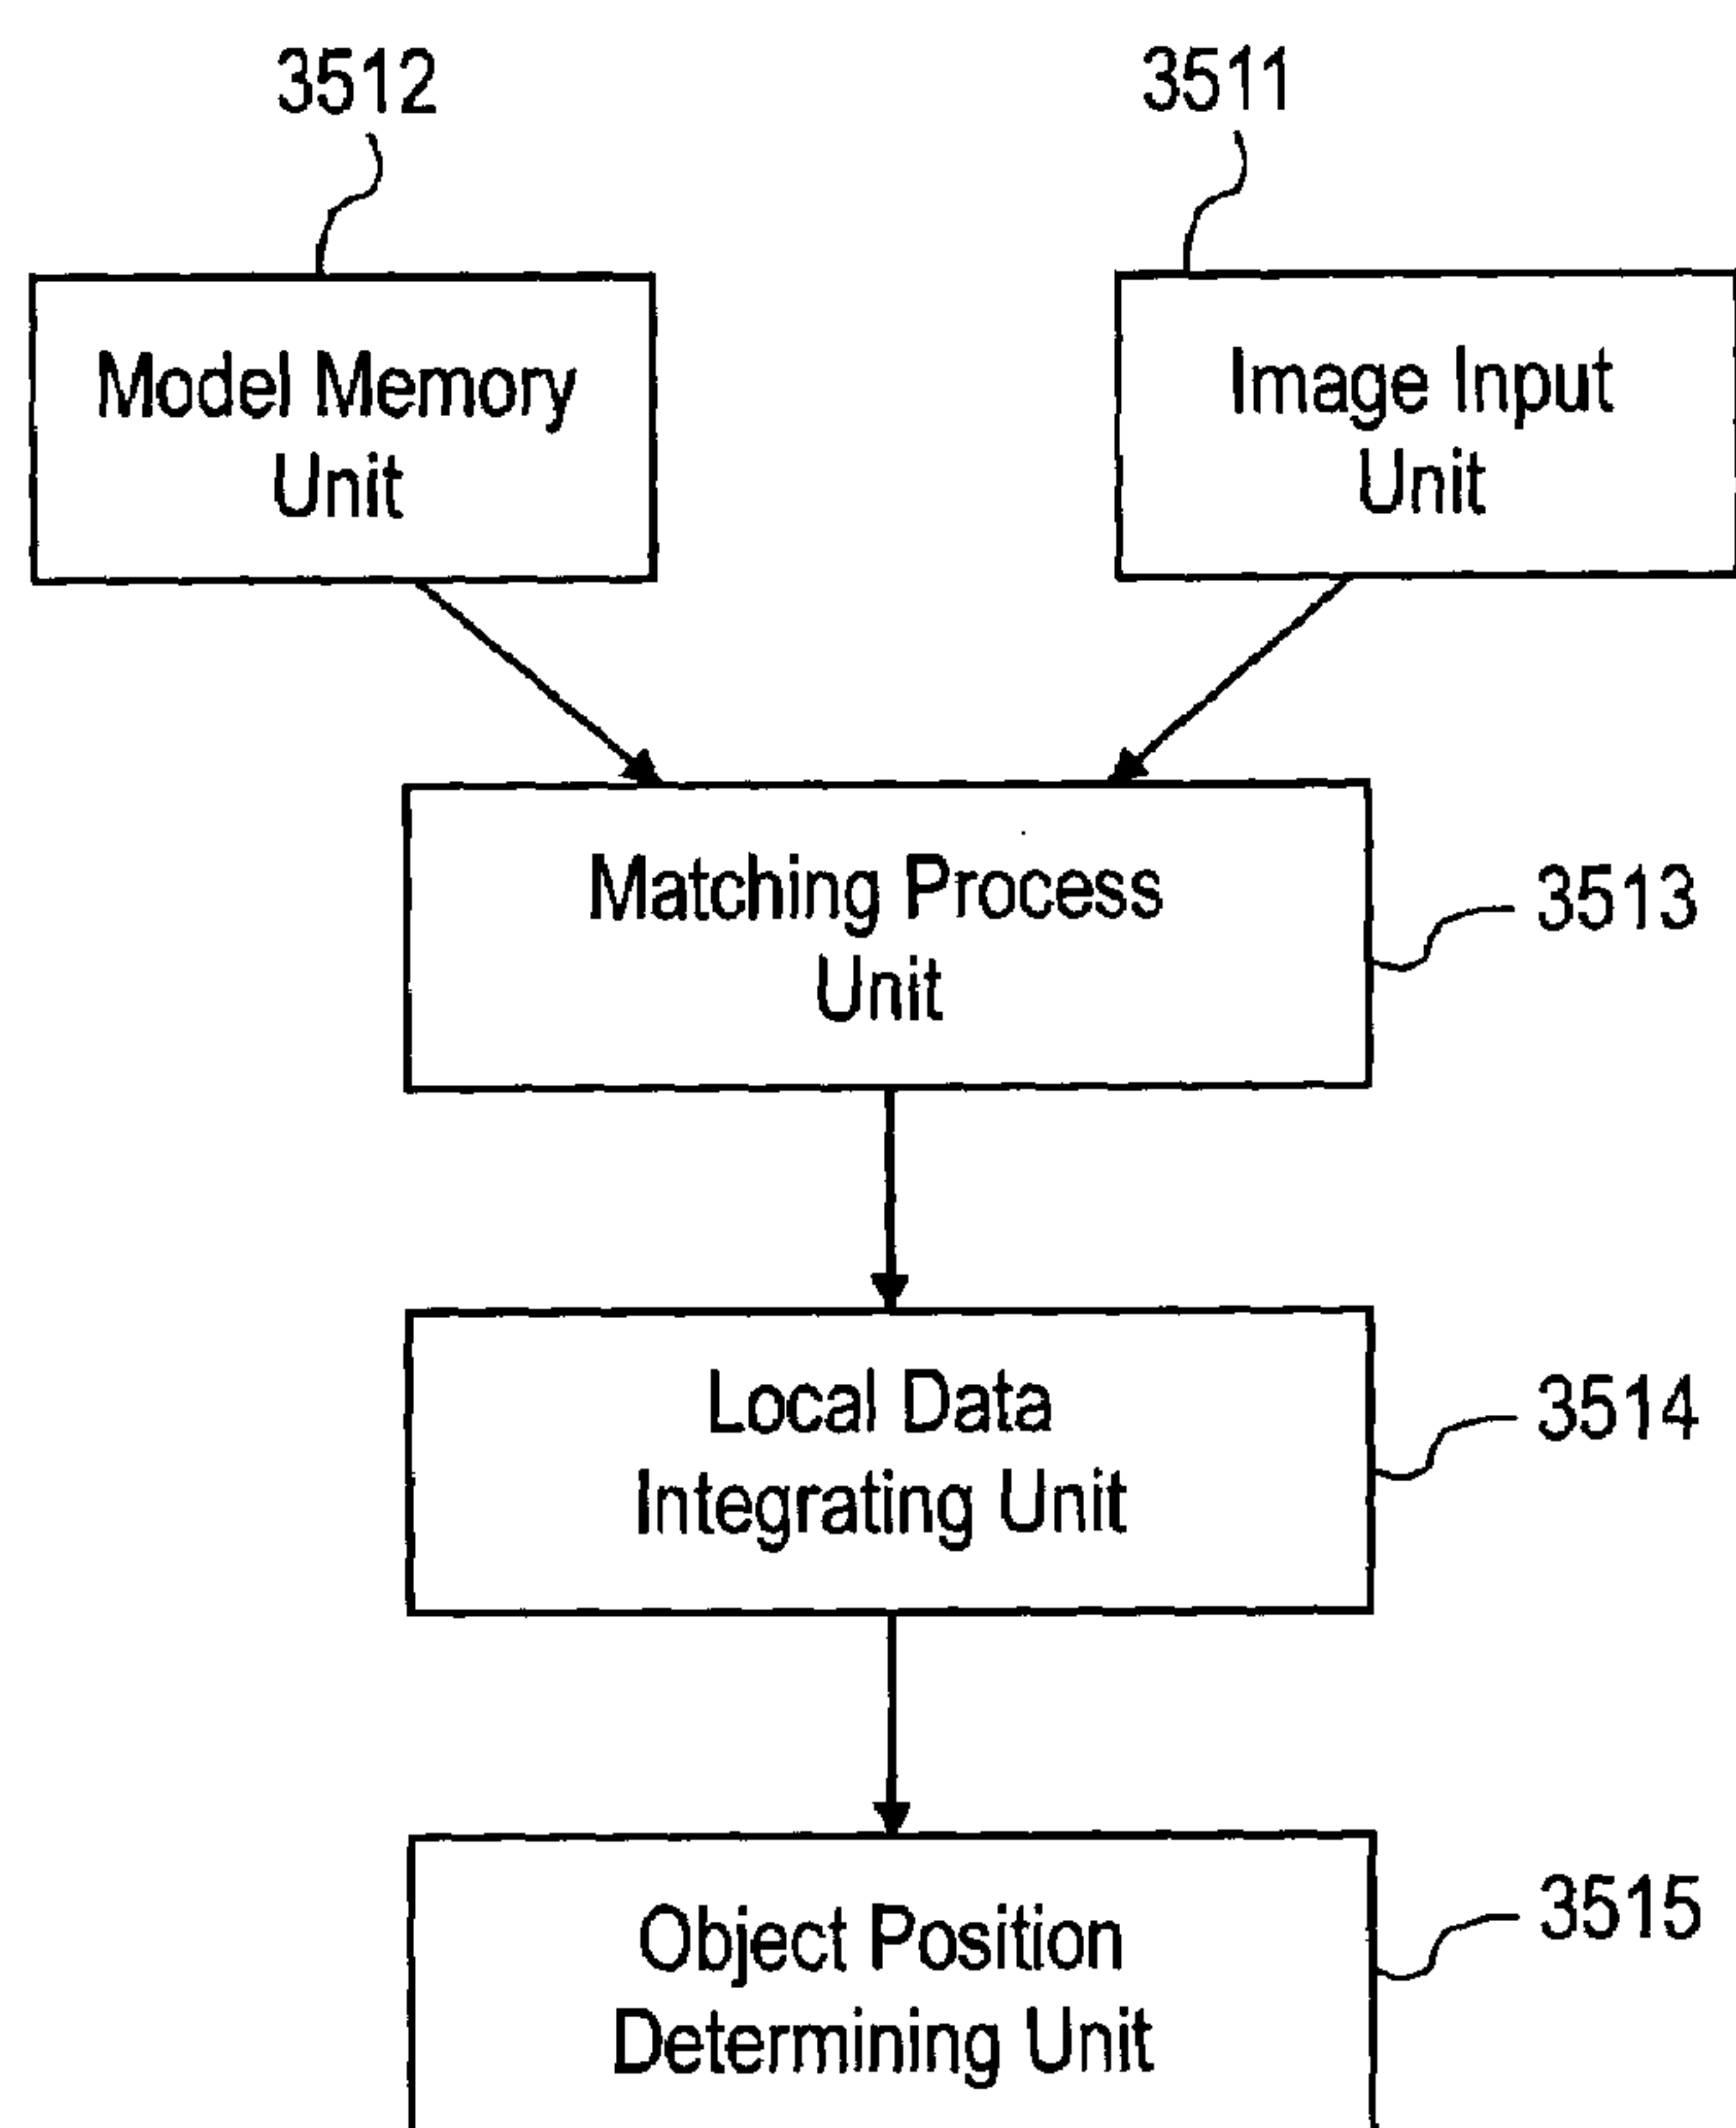 3512
3511
Model Memory
Unit
Image Input
Unit
Matching Process
Unit
3513
Local Data
Integrating Unit
3514
Object Position
Determining Unit
3515